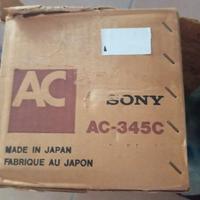 AC
SONY
AC-345C
MADE IN JAPAN
FABRIQUE AU JAPON